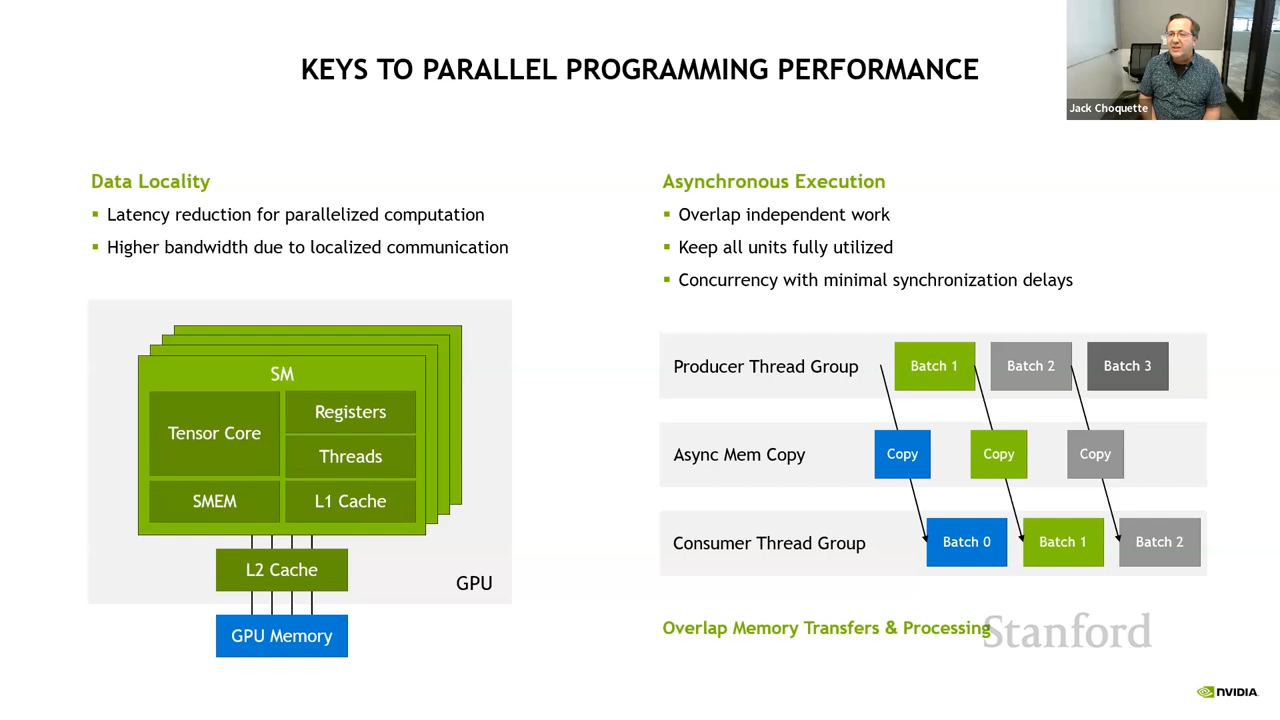 KEYS TO PARALLEL PROGRAMMING PERFORMANCE
Jack Choquette
Data Locality
▪ Latency reduction for parallelized computation
▪ Higher bandwidth due to localized communication
SM
Tensor Core
Registers
Threads
SMEM
L1 Cache
L2 Cache
GPU
GPU Memory
Asynchronous Execution
▪ Overlap independent work
▪ Keep all units fully utilized
▪ Concurrency with minimal synchronization delays
Producer Thread Group
Batch 1
Batch 2
Batch 3
Async Mem Copy
Copy
Copy
Copy
Consumer Thread Group
Batch 0
Batch 1
Batch 2
Overlap Memory Transfers & Processing
Stanford
NVIDIA